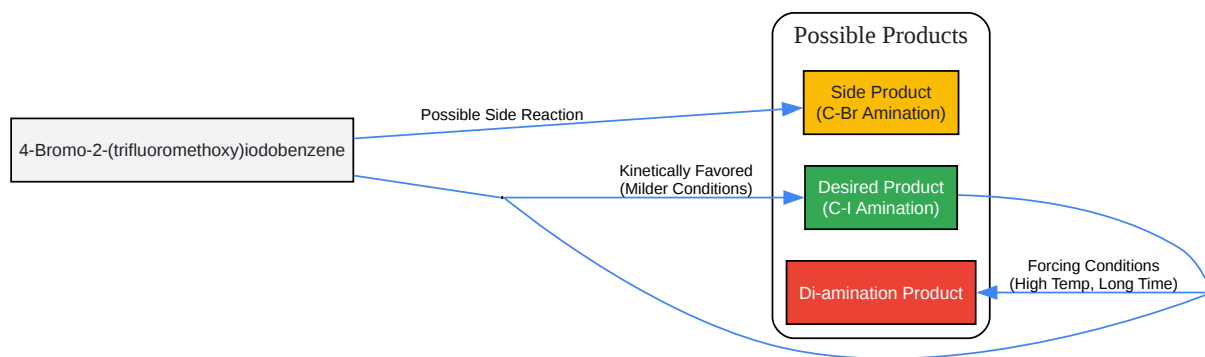 Possible Products
Side Product
(C-Br Amination)
Possible Side Reaction
4-Bromo-2-(trifluoromethoxy)iodobenzene
Kinetically Favored
(Milder Conditions)
Desired Product
(C-I Amination)
Di-amination Product
Forcing Conditions
(High Temp, Long Time)